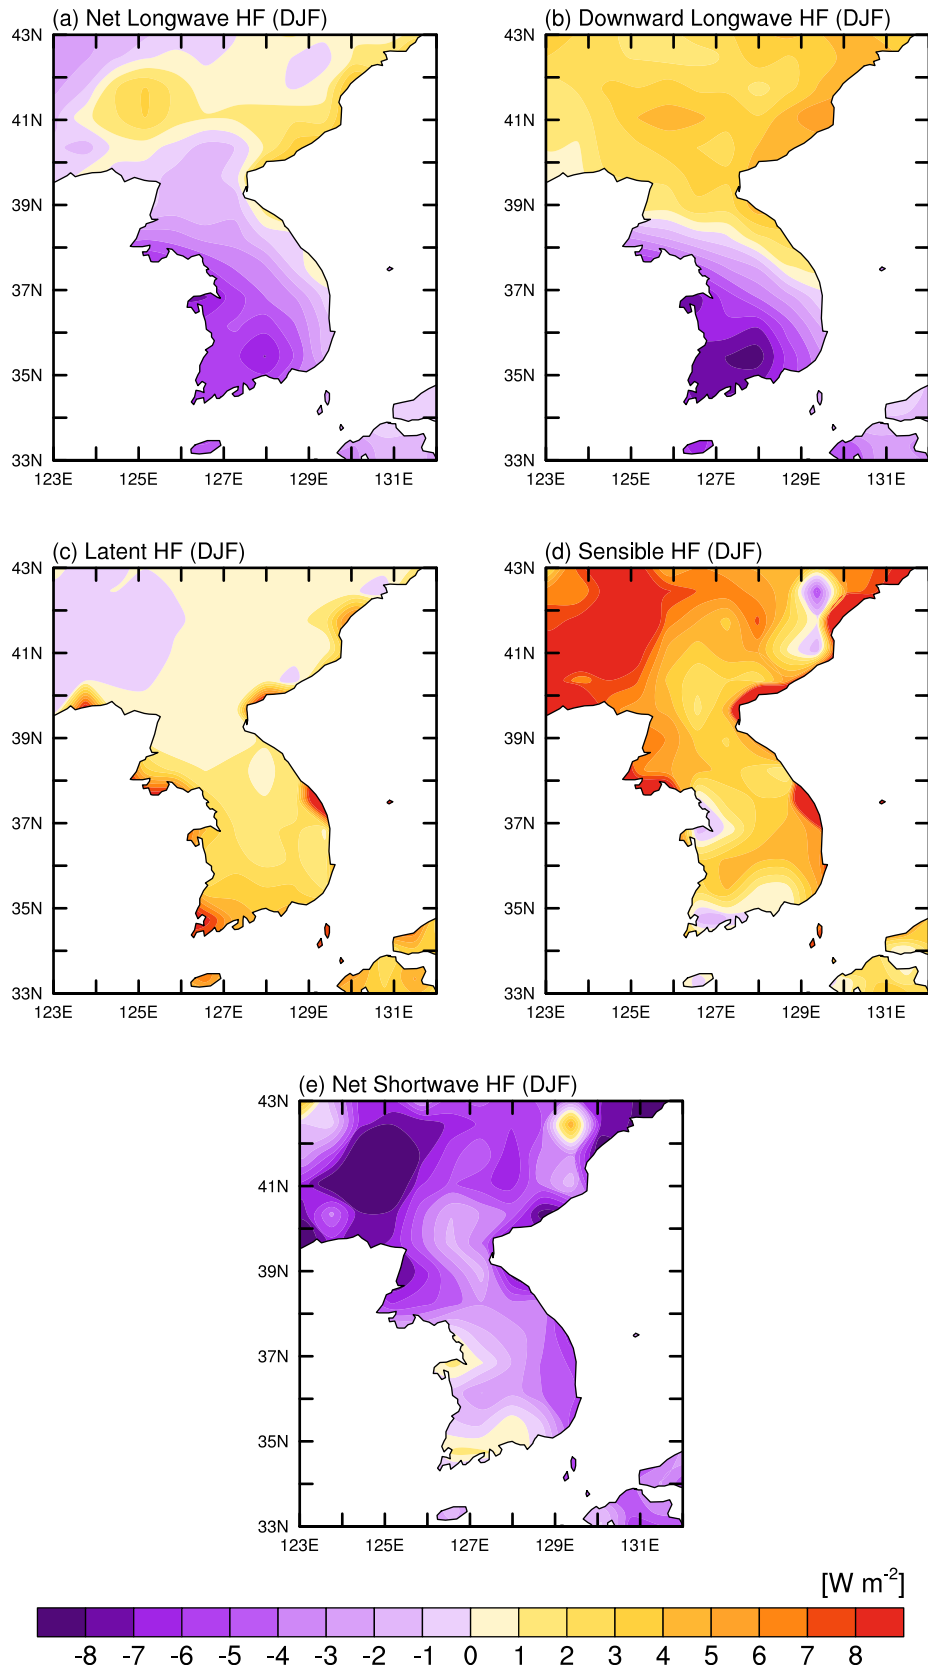 (a) Net Longwave HF (DJF)
43N
41N
39N
37N
35N
33N
123E 125E 127E 129E 131E
(b) Downward Longwave HF (DJF)
43N
41N
39N
37N
35N
33N
123E 125E 127E 129E 131E
(c) Latent HF (DJF)
43N
41N
39N
37N
35N
33N
123E 125E 127E 129E 131E
(d) Sensible HF (DJF)
43N
41N
39N
37N
35N
33N
123E 125E 127E 129E 131E
(e) Net Shortwave HF (DJF)
43N
41N
39N
37N
35N
33N
123E 125E 127E 129E 131E
[W m-2]
-8 -7 -6 -5 -4 -3 -2 -1 0 1 2 3 4 5 6 7 8